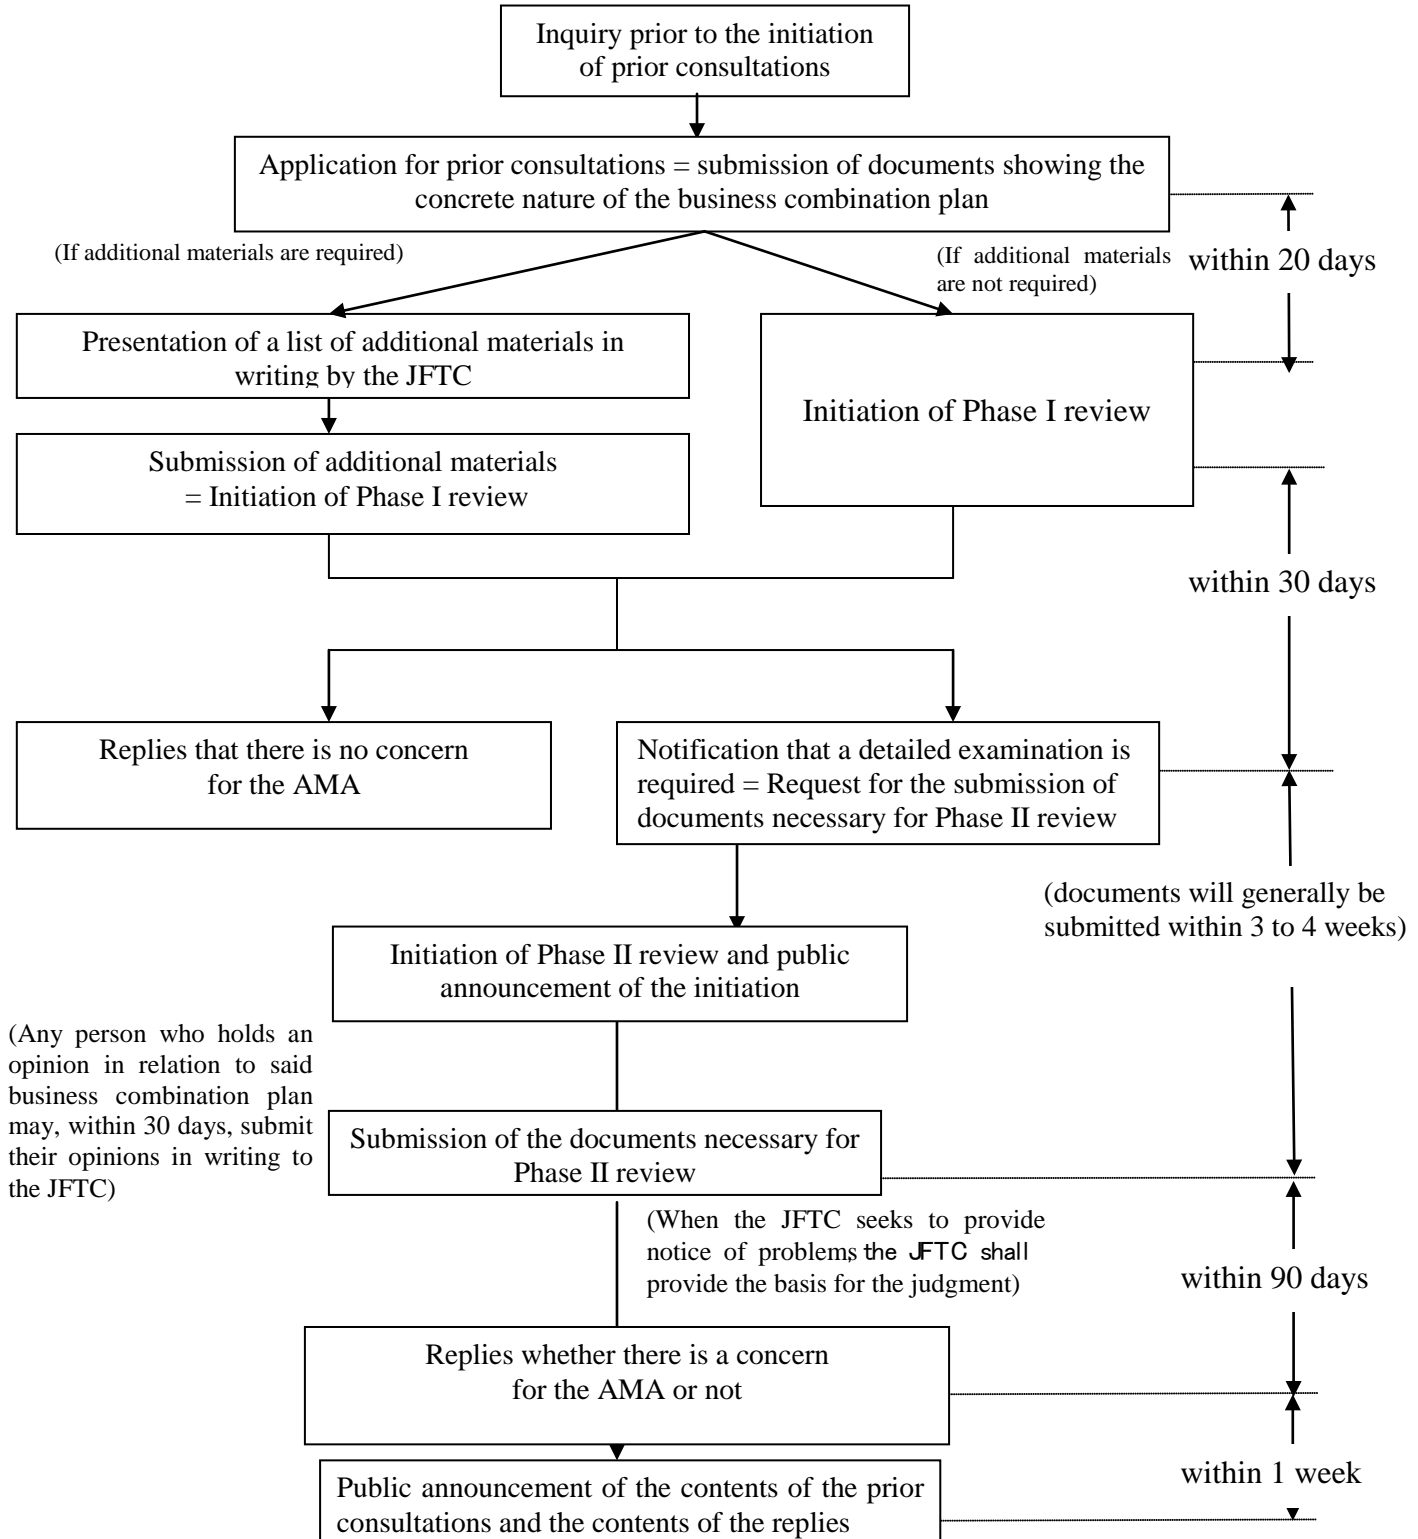 Inquiry prior to the initiation
of prior consultations
Application for prior consultations = submission of documents showing the
concrete nature of the business combination plan
(If additional materials are required)
(If additional materials
are not required)
within 20 days
Presentation of a list of additional materials in
writing by the JFTC
Initiation of Phase I review
Submission of additional materials
= Initiation of Phase I review
within 30 days
Replies that there is no concern
for the AMA
Notification that a detailed examination is
required = Request for the submission of
documents necessary for Phase II review
(documents will generally be
submitted within 3 to 4 weeks)
Initiation of Phase II review and public
announcement of the initiation
(Any person who holds an
opinion in relation to said
business combination plan
may, within 30 days, submit
their opinions in writing to
the JFTC)
Submission of the documents necessary for
Phase II review
(When the JFTC seeks to provide
notice of problems, the JFTC shall
provide the basis for the judgment)
within 90 days
Replies whether there is a concern
for the AMA or not
within 1 week
Public announcement of the contents of the prior
consultations and the contents of the replies